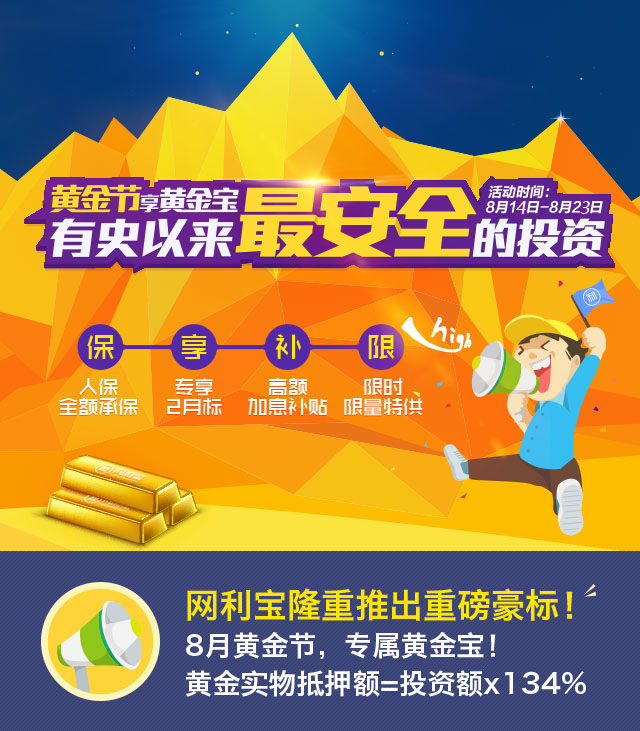 黄金节享黄金宝
活动时间：
8月14日-8月23日
有史以来最安全的投资
保 享 补 限
high
人保 专享 高额 限时
全额承保 2月标 加息补贴 限量特供
网利宝隆重推出重磅豪标！
8月黄金节，专属黄金宝！
黄金实物抵押额=投资额x134%